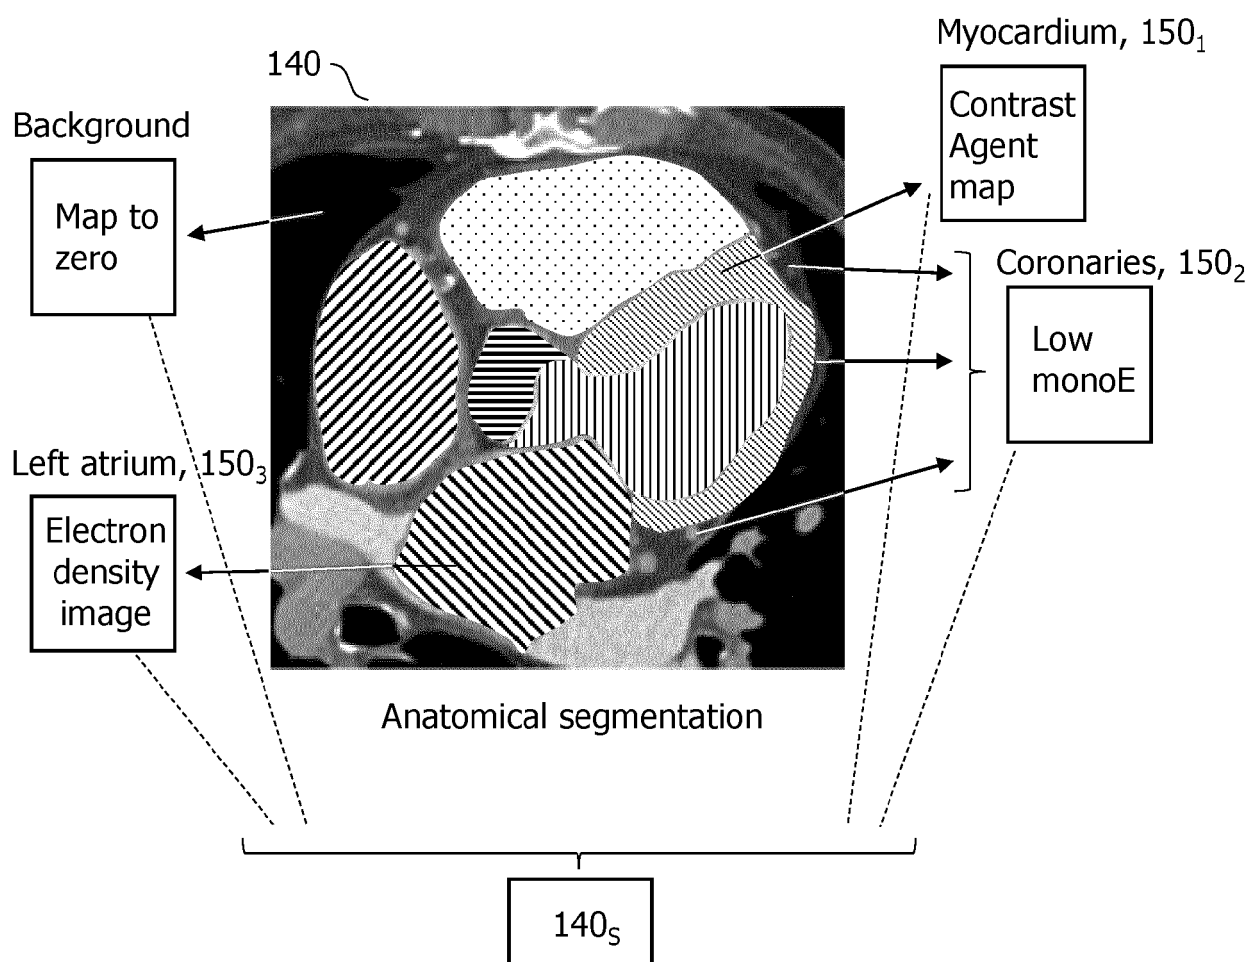 Myocardium, 150₁
140
Contrast
Agent
map
Background
Map to
zero
Coronaries, 150₂
Low
monoE
Left atrium, 150₃
Electron
density
image
Anatomical segmentation
140ₛ